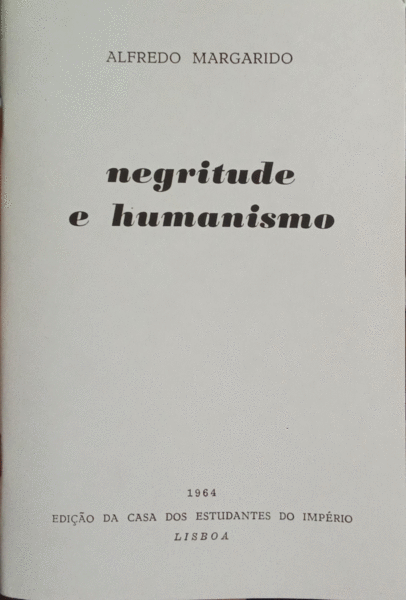 ALFREDO MARGARIDO
negritude
e humanismo
1964
EDIÇÃO DA CASA DOS ESTUDANTES DO IMPÉRIO
LISBOA